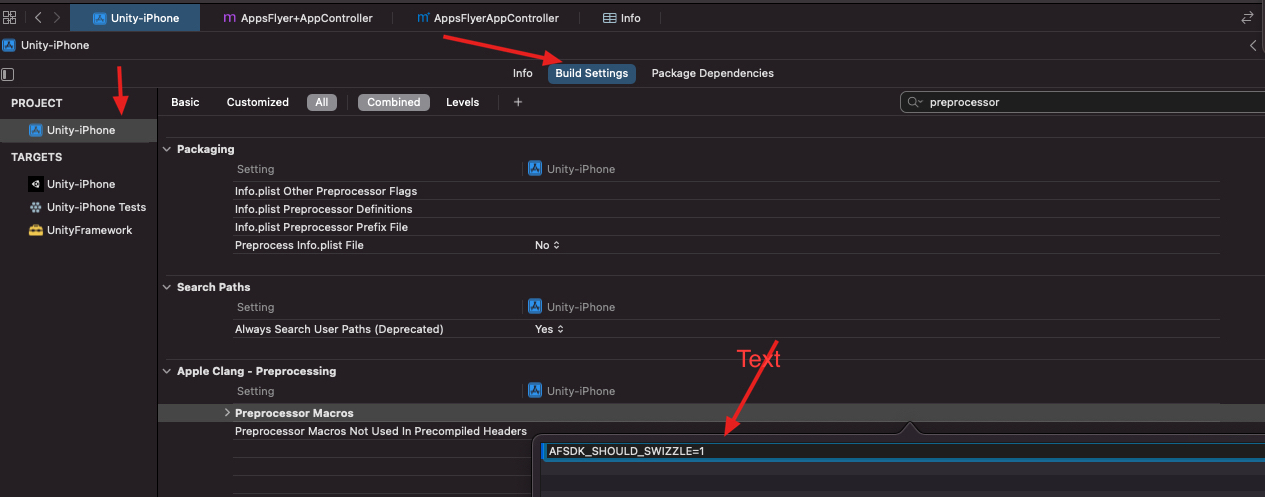 Unity-iPhone AppsFlyer+AppController AppsFlyerAppController Info
Unity-iPhone
Info Build Settings Package Dependencies
PROJECT
Basic Customized All Combined Levels + preprocessor
Unity-iPhone
TARGETS
Unity-iPhone
Unity-iPhone Tests
UnityFramework
Packaging
Setting Unity-iPhone
Info.plist Other Preprocessor Flags
Info.plist Preprocessor Definitions
Info.plist Preprocessor Prefix File
Preprocess Info.plist File No
Search Paths
Setting Unity-iPhone
Always Search User Paths (Deprecated) Yes
Text
Apple Clang - Preprocessing
Setting Unity-iPhone
Preprocessor Macros
Preprocessor Macros Not Used In Precompiled Headers
AFSDK_SHOULD_SWIZZLE=1